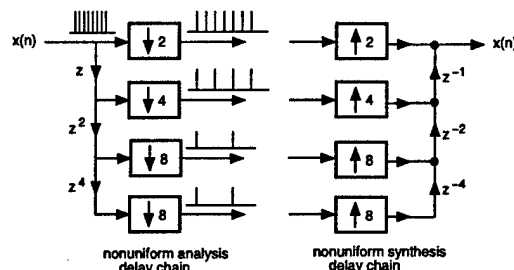 x(n) ↓ 2 ↑ 2 x(n)
z z⁻¹
↓ 4 ↑ 4
z² z⁻²
↓ 8 ↑ 8
z⁴ z⁻⁴
↓ 8 ↑ 8
nonuniform analysis
delay chain
nonuniform synthesis
delay chain